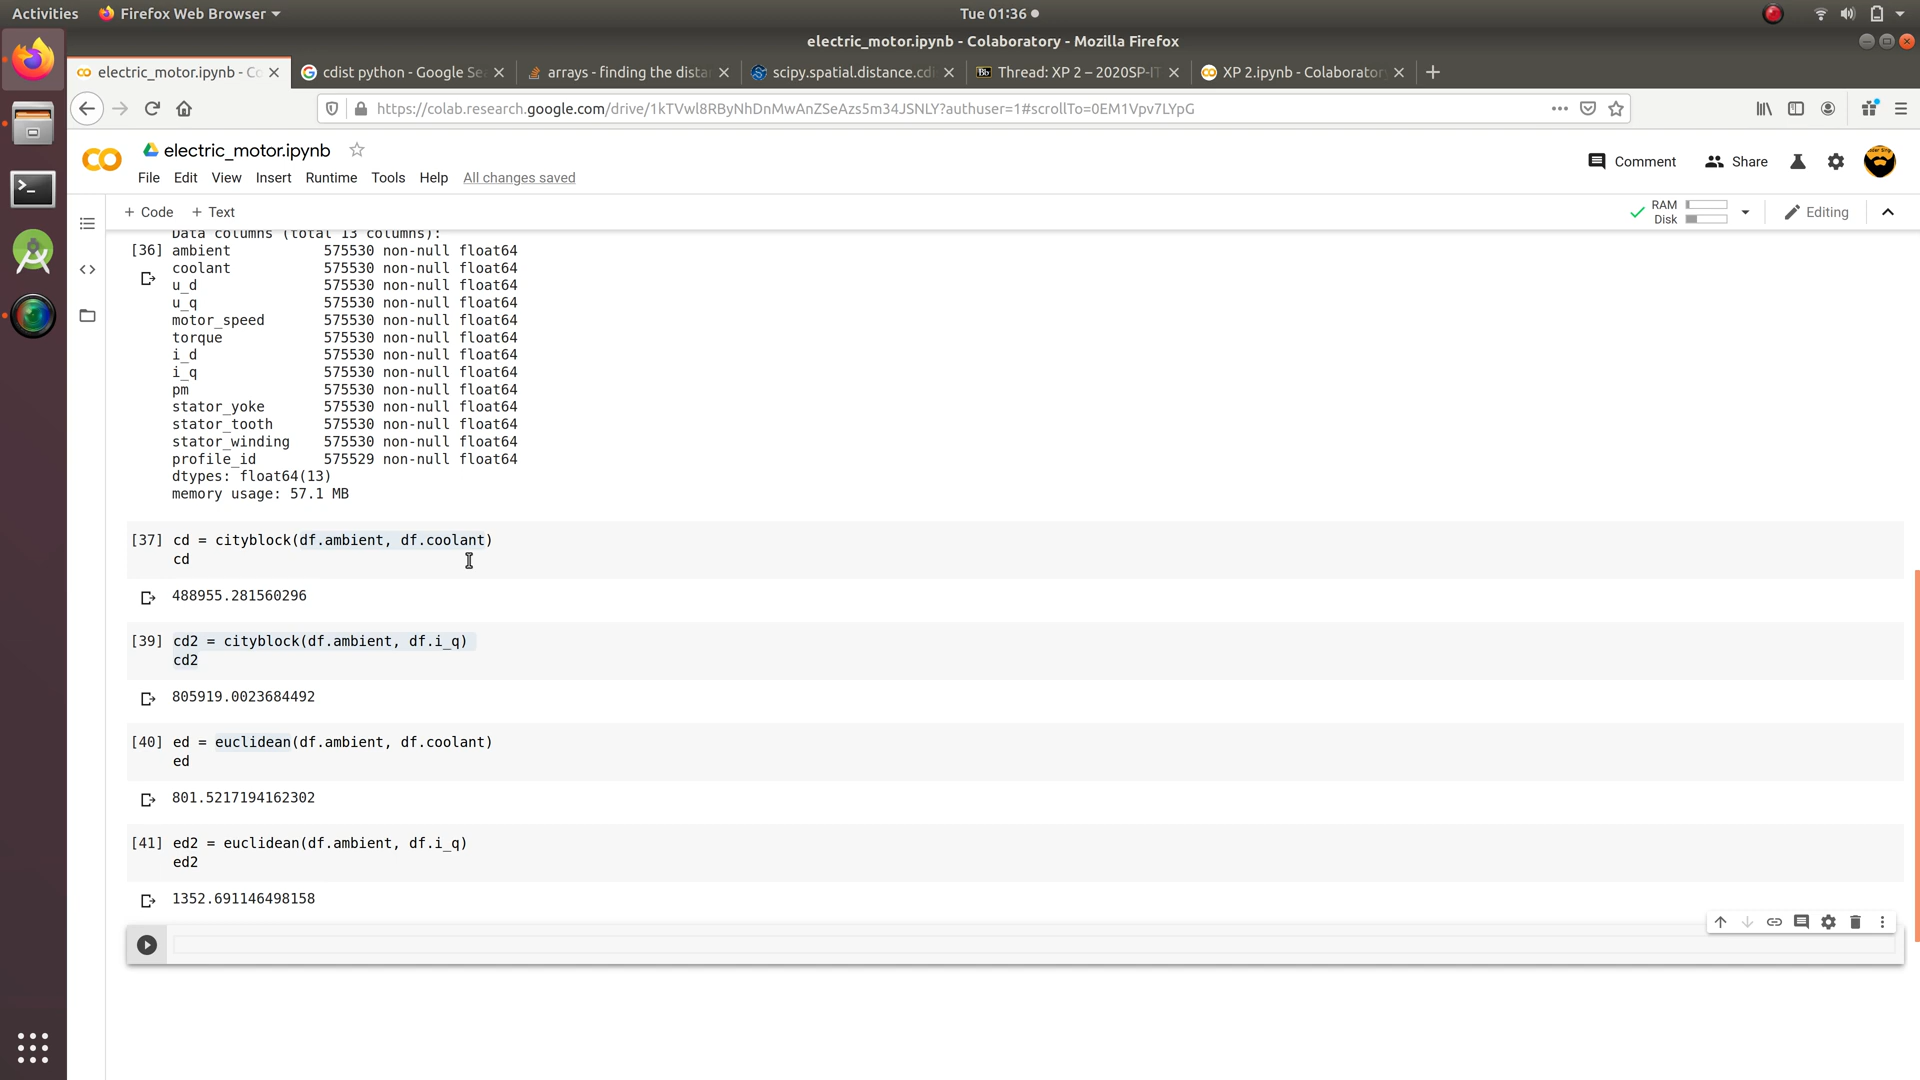 Activities Firefox Web Browser Tue 01:36
electric_motor.ipynb - Colaboratory - Mozilla Firefox
electric_motor.ipynb - Co cdist python - Google Se arrays - finding the dista scipy.spatial.distance.cdi Bb Thread: XP 2 – 2020SP-IT XP 2.ipynb - Colaborator
https://colab.research.google.com/drive/1kTVwl8RByNhDnMwAnZSeAzs5m34JSNLY?authuser=1#scrollTo=0EM1Vpv7LYpG
electric_motor.ipynb
Comment Share
File Edit View Insert Runtime Tools Help All changes saved
+ Code + Text RAM Disk Editing
Data columns (total 13 columns):
[36] ambient 575530 non-null float64
coolant 575530 non-null float64
u_d 575530 non-null float64
u_q 575530 non-null float64
motor_speed 575530 non-null float64
torque 575530 non-null float64
i_d 575530 non-null float64
i_q 575530 non-null float64
pm 575530 non-null float64
stator_yoke 575530 non-null float64
stator_tooth 575530 non-null float64
stator_winding 575530 non-null float64
profile_id 575529 non-null float64
dtypes: float64(13)
memory usage: 57.1 MB
[37] cd = cityblock(df.ambient, df.coolant)
cd
488955.281560296
[39] cd2 = cityblock(df.ambient, df.i_q)
cd2
805919.0023684492
[40] ed = euclidean(df.ambient, df.coolant)
ed
801.5217194162302
[41] ed2 = euclidean(df.ambient, df.i_q)
ed2
1352.691146498158